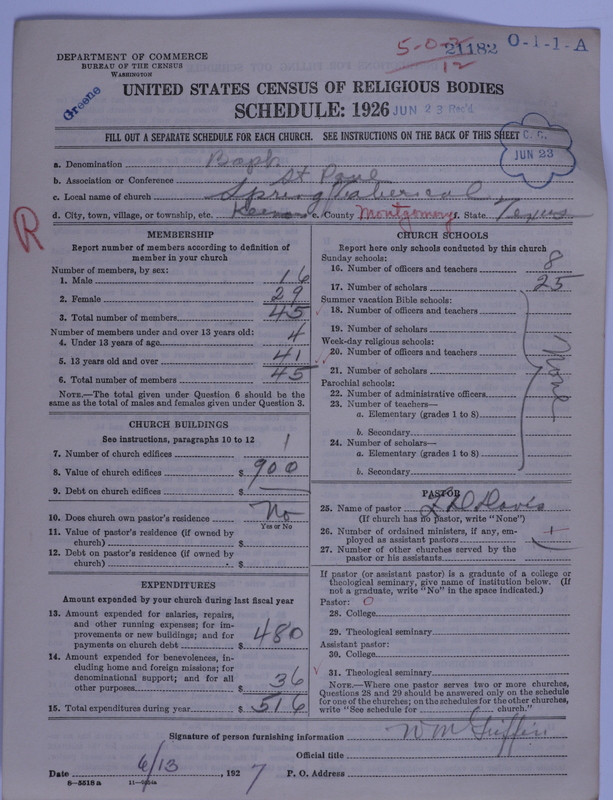 5-0-2 21182 0-1-1-A
12
DEPARTMENT OF COMMERCE
BUREAU OF THE CENSUS
WASHINGTON
Greene
UNITED STATES CENSUS OF RELIGIOUS BODIES
SCHEDULE: 1926 JUN 23 Rec'd
FILL OUT A SEPARATE SCHEDULE FOR EACH CHURCH. SEE INSTRUCTIONS ON THE BACK OF THIS SHEET
C. C.
JUN 23
a. Denomination Baph
b. Association or Conference St Paul
c. Local name of church Spring Tabernical
d. City, town, village, or township, etc. e. County Montgomery f. State Texas
R
MEMBERSHIP
Report number of members according to definition of member in your church
Number of members, by sex:
1. Male 16
2. Female 29
3. Total number of members 45
Number of members under and over 13 years old:
4. Under 13 years of age 4
5. 13 years old and over 41
6. Total number of members 45
NOTE.—The total given under Question 6 should be the
same as the total of males and females given under Question 3.
CHURCH BUILDINGS
See instructions, paragraphs 10 to 12
7. Number of church edifices 1
8. Value of church edifices $ 900
9. Debt on church edifices $
10. Does church own pastor's residence No
Yes or No
11. Value of pastor's residence (if owned by
church) $
12. Debt on pastor's residence (if owned by
church) $
EXPENDITURES
Amount expended by your church during last fiscal year
13. Amount expended for salaries, repairs,
and other running expenses; for im-
provements or new buildings; and for
payments on church debt $ 480
14. Amount expended for benevolences, in-
cluding home and foreign missions; for
denominational support; and for all
other purposes $ 36
15. Total expenditures during year $ 516
CHURCH SCHOOLS
Report here only schools conducted by this church
Sunday schools:
16. Number of officers and teachers 8
17. Number of scholars 25
Summer vacation Bible schools:
18. Number of officers and teachers
19. Number of scholars
Week-day religious schools:
20. Number of officers and teachers
21. Number of scholars
None
Parochial schools:
22. Number of administrative officers
23. Number of teachers—
a. Elementary (grades 1 to 8)
b. Secondary
24. Number of scholars—
a. Elementary (grades 1 to 8)
b. Secondary
PASTOR
25. Name of pastor L D Davis
(If church has no pastor, write "None")
26. Number of ordained ministers, if any, em-
ployed as assistant pastors
27. Number of other churches served by the
pastor or his assistants
If pastor (or assistant pastor) is a graduate of a college or
theological seminary, give name of institution below. (If
not a graduate, write "No" in the space indicated.)
Pastor: 0
28. College
29. Theological seminary
Assistant pastor:
30. College
31. Theological seminary
NOTE.—Where one pastor serves two or more churches,
Questions 28 and 29 should be answered only on the schedule
for one of the churches; on the schedules for the other churches,
write "See schedule for church."
Signature of person furnishing information Wm Griffin
Official title
Date 6/13, 1927 P. O. Address
8-5518 a